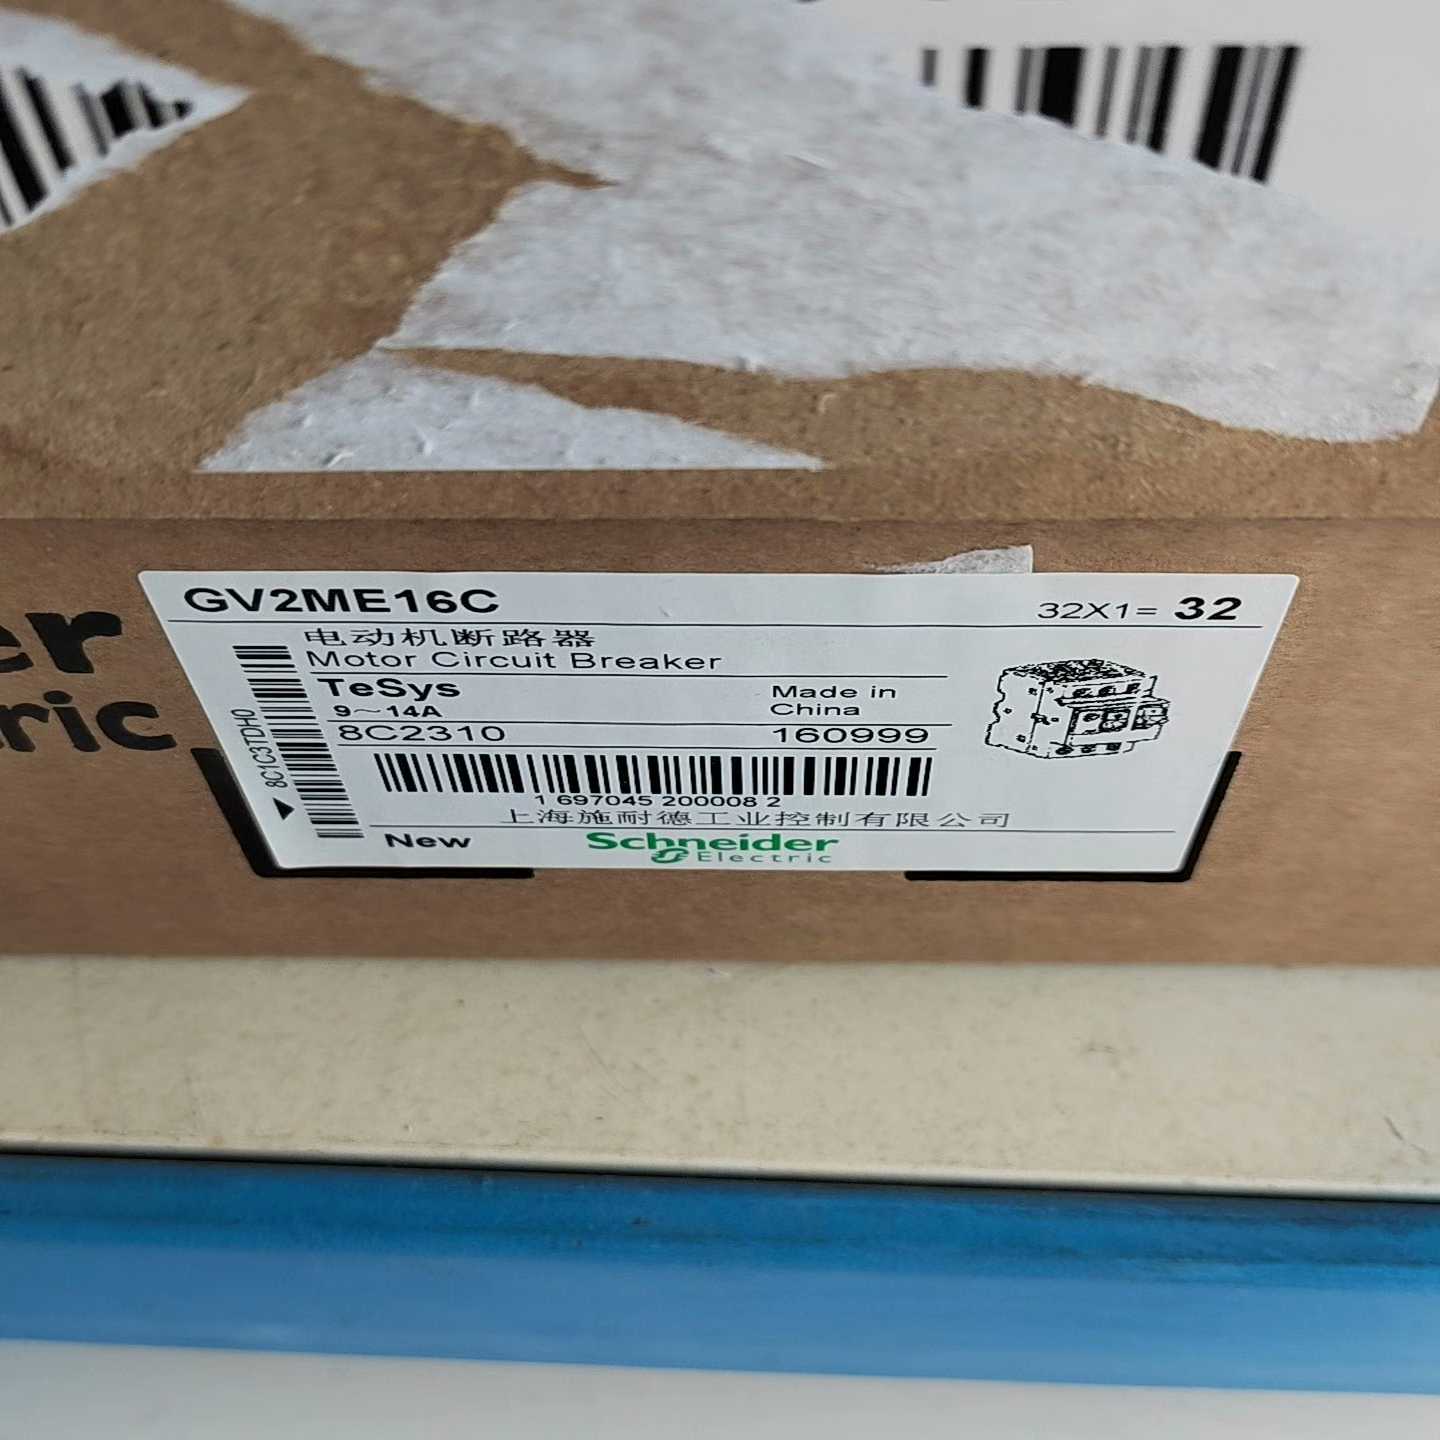 GV2ME16C
32X1= 32
电动机断路器
Motor Circuit Breaker
TeSys
9~14A
Made in
China
8C2310
160999
8C1C3TDH0
1 697045 200008 2
上海施耐德工业控制有限公司
New
Schneider
Electric
er
ric